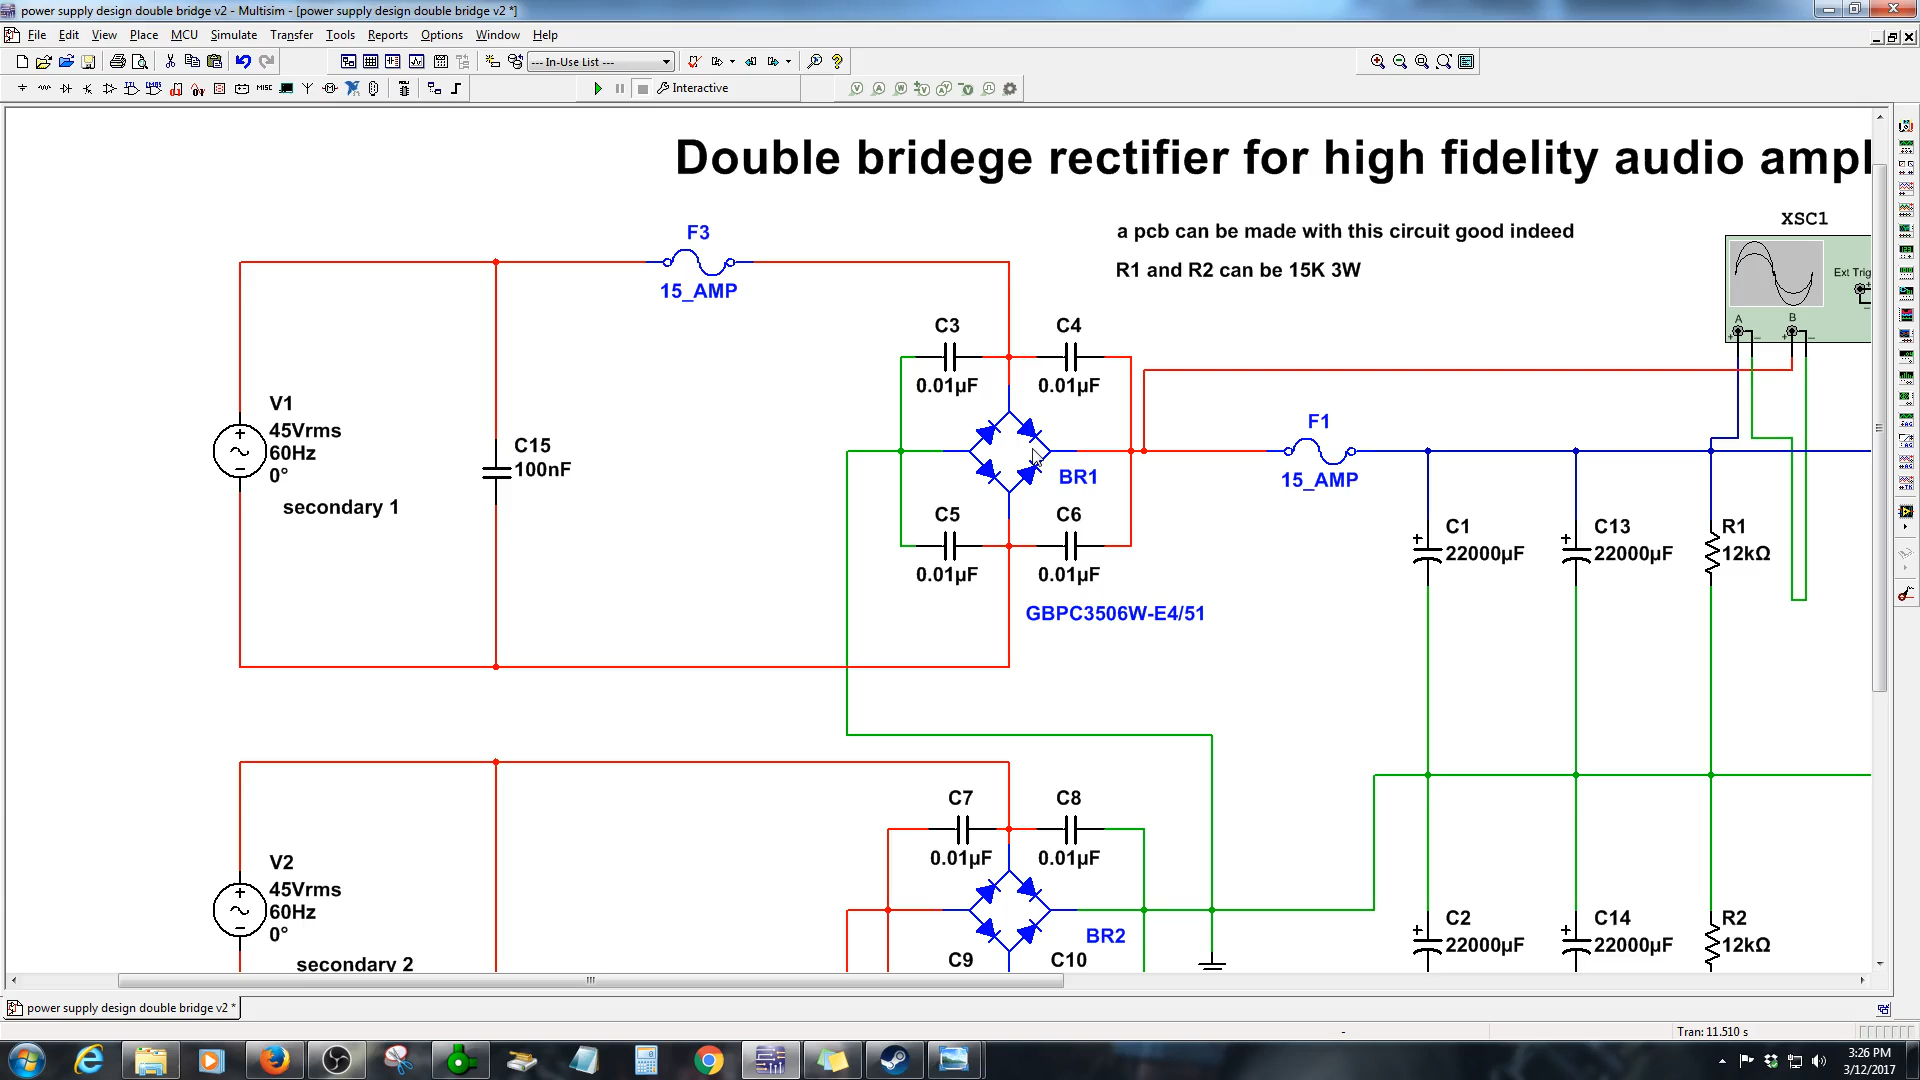 power supply design double bridge v2 - Multisim - [power supply design double bridge v2 *]
File Edit View Place MCU Simulate Transfer Tools Reports Options Window Help
--- In-Use List ---
MISC Interactive
Double bridege rectifier for high fidelity audio ampl
a pcb can be made with this circuit good indeed
R1 and R2 can be 15K 3W
XSC1
Ext Trig
A B
F3
15_AMP
C3 C4
0.01µF 0.01µF
V1
45Vrms
60Hz
0°
secondary 1
C15
100nF
BR1
C5 C6
0.01µF 0.01µF
GBPC3506W-E4/51
F1
15_AMP
C1
22000µF
C13
22000µF
R1
12kΩ
C7 C8
0.01µF 0.01µF
V2
45Vrms
60Hz
0°
secondary 2
BR2
C9 C10
C2
22000µF
C14
22000µF
R2
12kΩ
power supply design double bridge v2 *
- Tran: 11.510 s
3:26 PM
3/12/2017